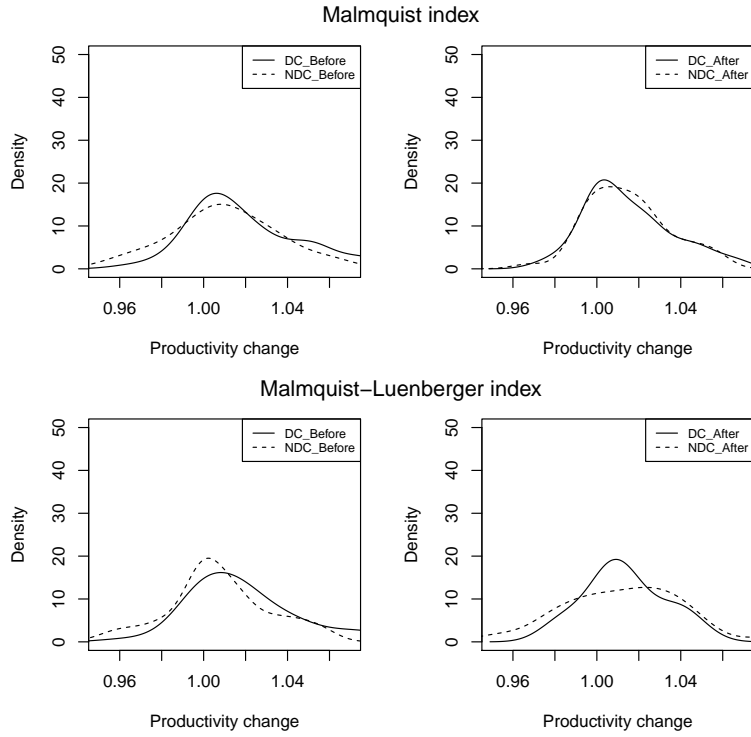 Malmquist index
50
40
30
20
10
0
Density
DC_Before
NDC_Before
0.96
1.00
1.04
Productivity change
50
40
30
20
10
0
Density
DC_After
NDC_After
0.96
1.00
1.04
Productivity change
Malmquist−Luenberger index
50
40
30
20
10
0
Density
DC_Before
NDC_Before
0.96
1.00
1.04
Productivity change
50
40
30
20
10
0
Density
DC_After
NDC_After
0.96
1.00
1.04
Productivity change